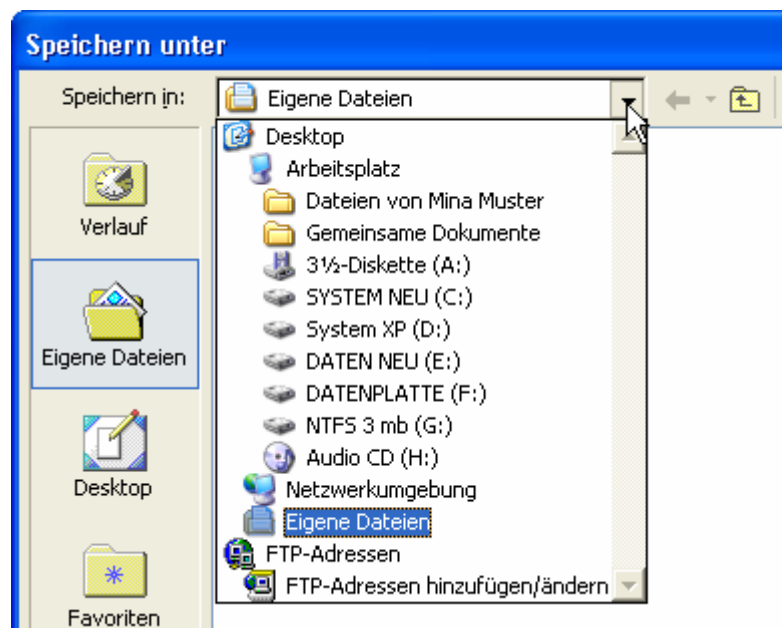 Speichern unter
Speichern in:
Eigene Dateien
Verlauf
Eigene Dateien
Desktop
Favoriten
Desktop
Arbeitsplatz
Dateien von Mina Muster
Gemeinsame Dokumente
3½-Diskette (A:)
SYSTEM NEU (C:)
System XP (D:)
DATEN NEU (E:)
DATENPLATTE (F:)
NTFS 3 mb (G:)
Audio CD (H:)
Netzwerkumgebung
Eigene Dateien
FTP-Adressen
FTP-Adressen hinzufügen/ändern